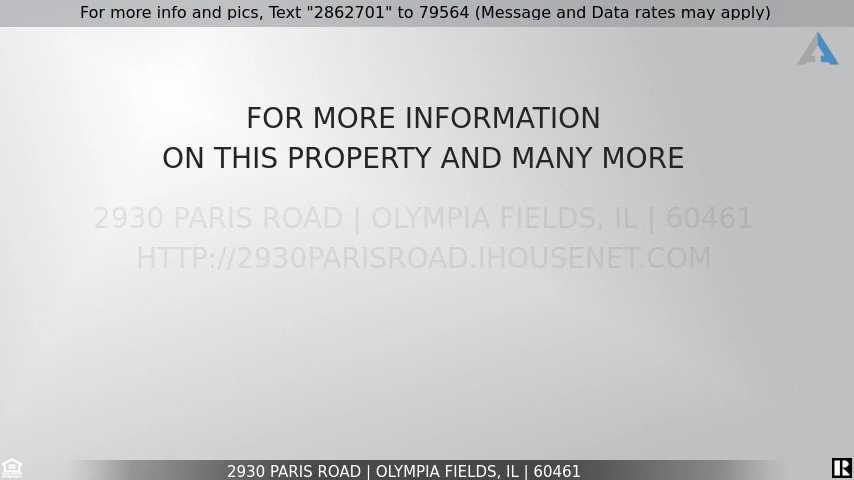 For more info and pics, Text "2862701" to 79564 (Message and Data rates may apply)
FOR MORE INFORMATION
ON THIS PROPERTY AND MANY MORE
2930 PARIS ROAD | OLYMPIA FIELDS, IL | 60461
HTTP://2930PARISROAD.IHOUSENET.COM
2930 PARIS ROAD | OLYMPIA FIELDS, IL | 60461